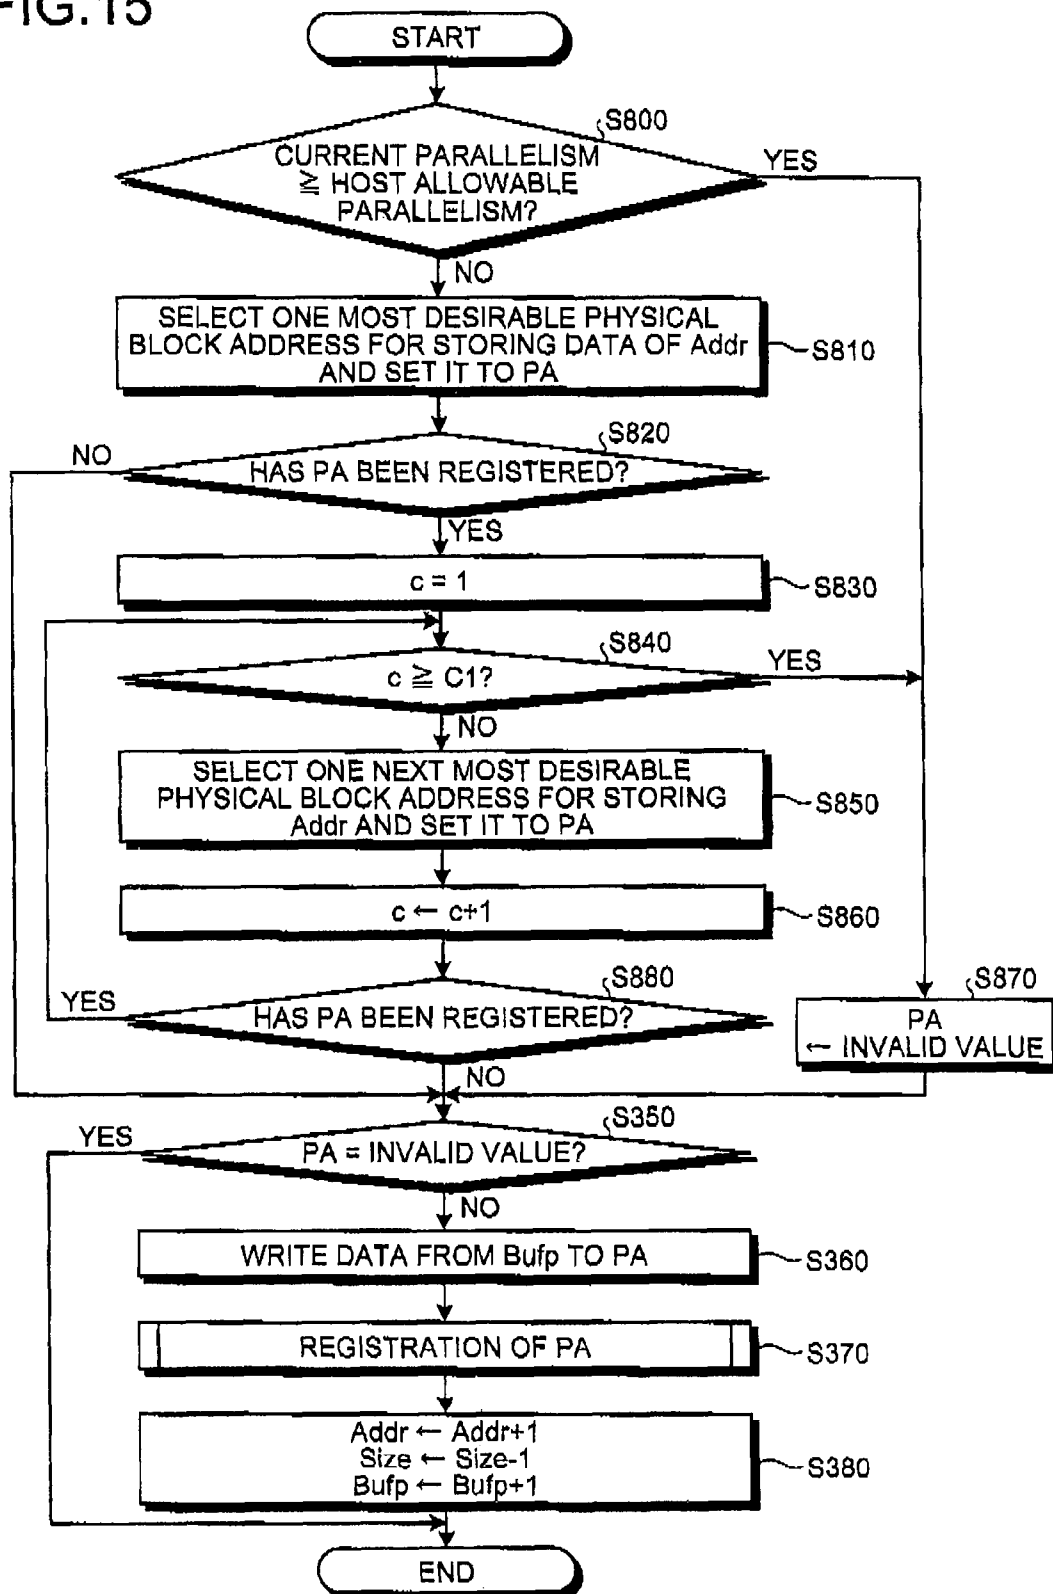 FIG.15
START
S800
CURRENT PARALLELISM
≧ HOST ALLOWABLE
PARALLELISM?
YES
NO
SELECT ONE MOST DESIRABLE PHYSICAL
BLOCK ADDRESS FOR STORING DATA OF Addr
AND SET IT TO PA
S810
S820
NO
HAS PA BEEN REGISTERED?
YES
c = 1
S830
S840
c ≧ C1?
YES
NO
SELECT ONE NEXT MOST DESIRABLE
PHYSICAL BLOCK ADDRESS FOR STORING
Addr AND SET IT TO PA
S850
c ← c+1
S860
S880
YES
HAS PA BEEN REGISTERED?
NO
S870
PA
← INVALID VALUE
S350
YES
PA = INVALID VALUE?
NO
WRITE DATA FROM Bufp TO PA
S360
REGISTRATION OF PA
S370
Addr ← Addr+1
Size ← Size-1
Bufp ← Bufp+1
S380
END